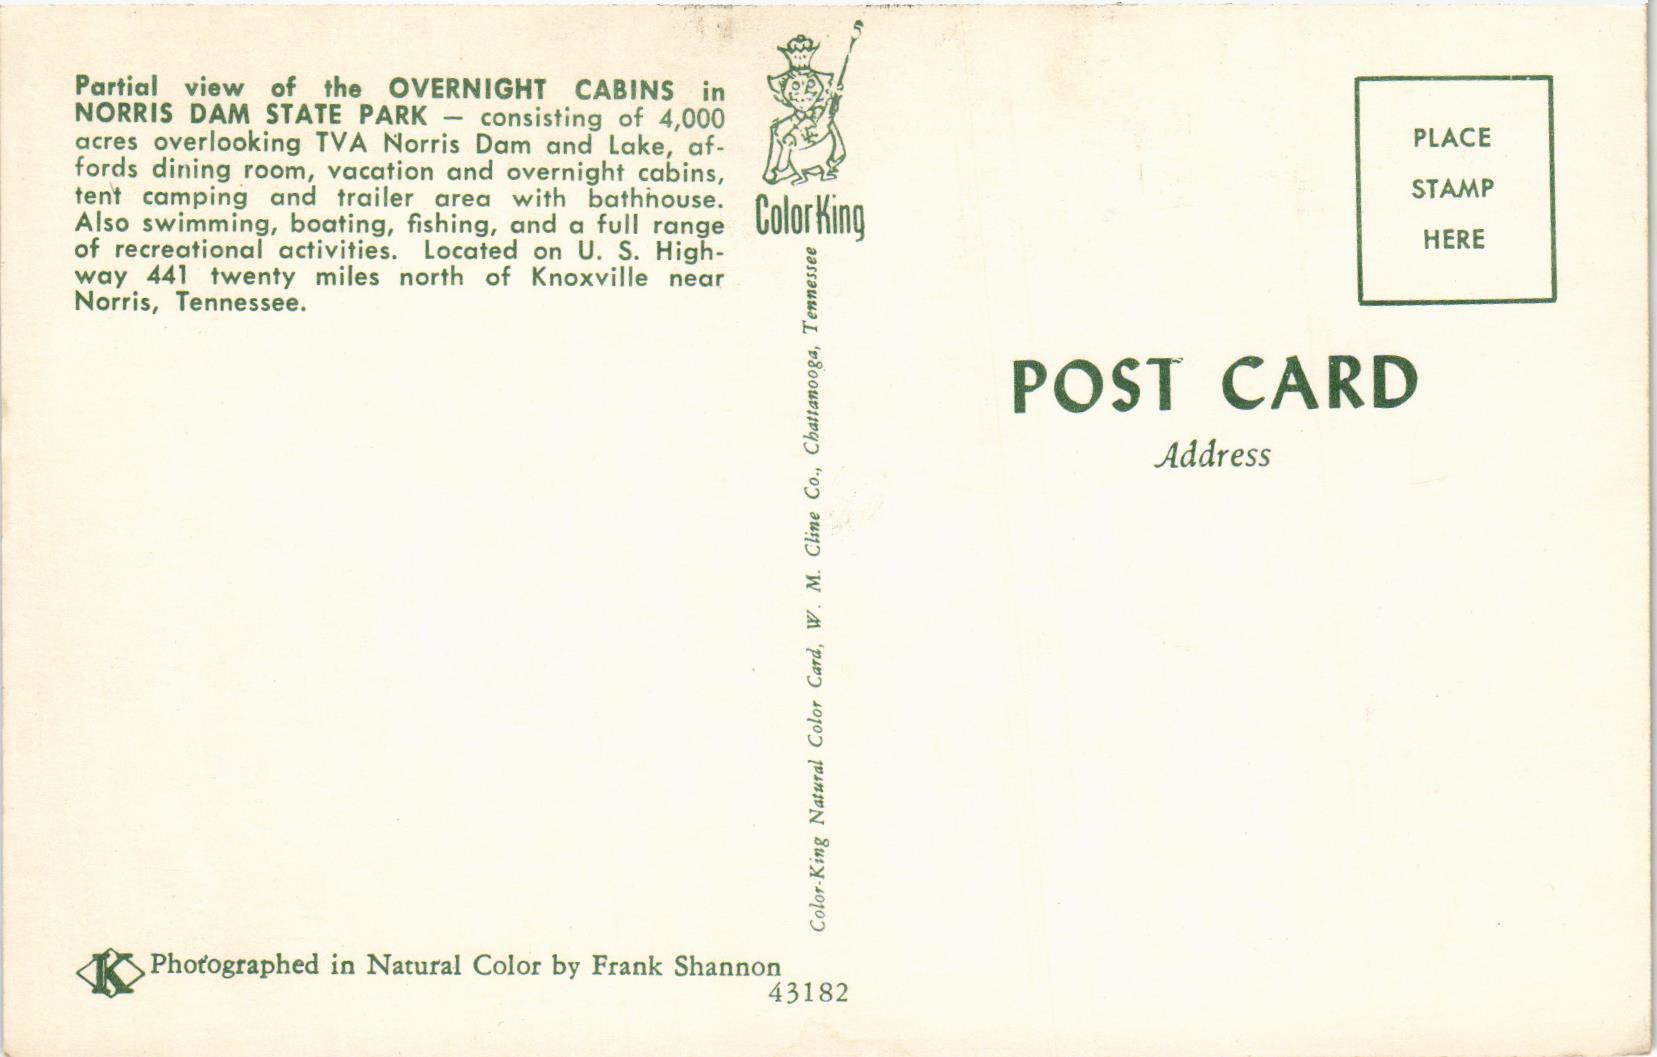 Partial view of the OVERNIGHT CABINS in
NORRIS DAM STATE PARK — consisting of 4,000
acres overlooking TVA Norris Dam and Lake, af-
fords dining room, vacation and overnight cabins,
tent camping and trailer area with bathhouse.
Also swimming, boating, fishing, and a full range
of recreational activities. Located on U. S. High-
way 441 twenty miles north of Knoxville near
Norris, Tennessee.
ColorKing
Color-King Natural Color Card, W. M. Cline Co., Chattanooga, Tennessee
PLACE
STAMP
HERE
POST CARD
Address
K Photographed in Natural Color by Frank Shannon
43182